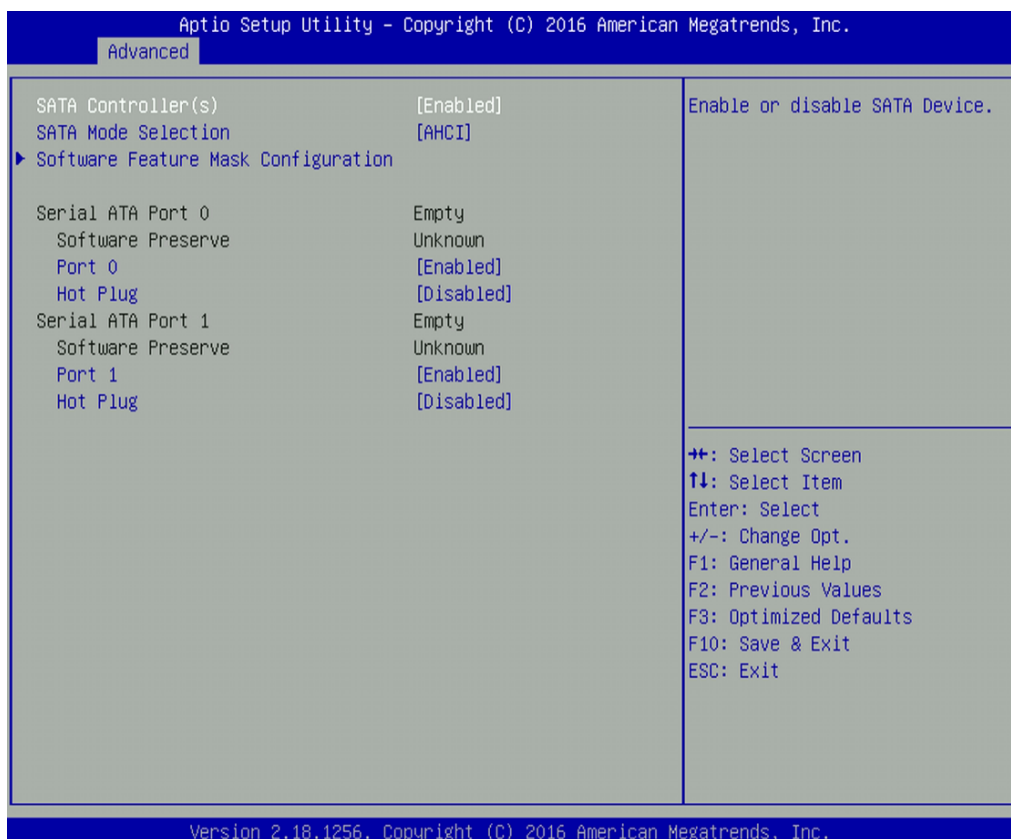 Aptio Setup Utility – Copyright (C) 2016 American Megatrends, Inc.
Advanced
SATA Controller(s) [Enabled]
SATA Mode Selection [AHCI]
Software Feature Mask Configuration
Serial ATA Port 0 Empty
Software Preserve Unknown
Port 0 [Enabled]
Hot Plug [Disabled]
Serial ATA Port 1 Empty
Software Preserve Unknown
Port 1 [Enabled]
Hot Plug [Disabled]
Enable or disable SATA Device.
→←: Select Screen
↑↓: Select Item
Enter: Select
+/-: Change Opt.
F1: General Help
F2: Previous Values
F3: Optimized Defaults
F10: Save & Exit
ESC: Exit
Version 2.18.1256. Copyright (C) 2016 American Megatrends, Inc.